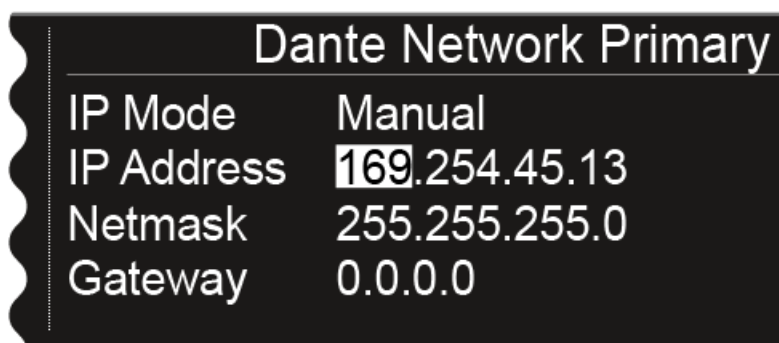 Dante Network Primary
IP Mode Manual
IP Address 169.254.45.13
Netmask 255.255.255.0
Gateway 0.0.0.0